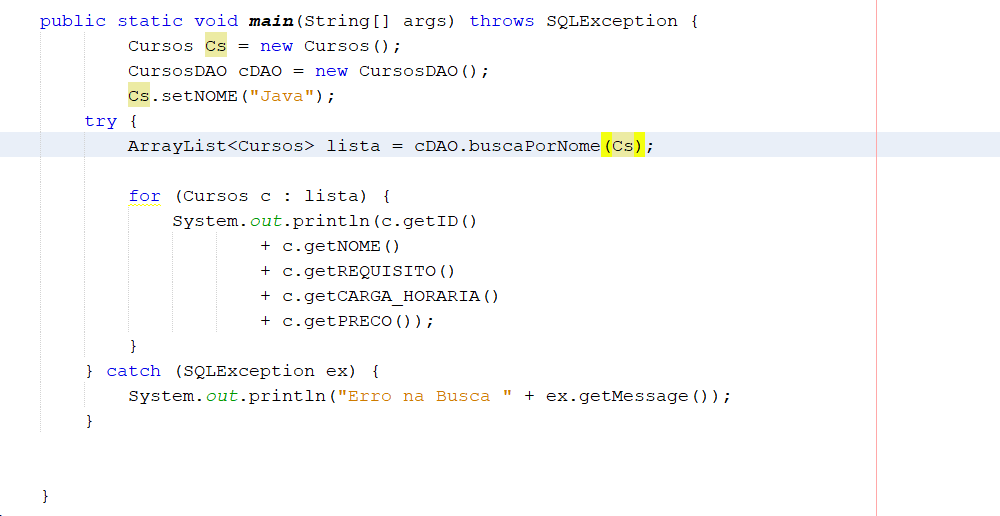 public static void main(String[] args) throws SQLException {
Cursos Cs = new Cursos();
CursosDAO cDAO = new CursosDAO();
Cs.setNOME("Java");
try {
ArrayList<Cursos> lista = cDAO.buscaPorNome(Cs);
for (Cursos c : lista) {
System.out.println(c.getID()
+ c.getNOME()
+ c.getREQUISITO()
+ c.getCARGA_HORARIA()
+ c.getPRECO());
}
} catch (SQLException ex) {
System.out.println("Erro na Busca " + ex.getMessage());
}
}